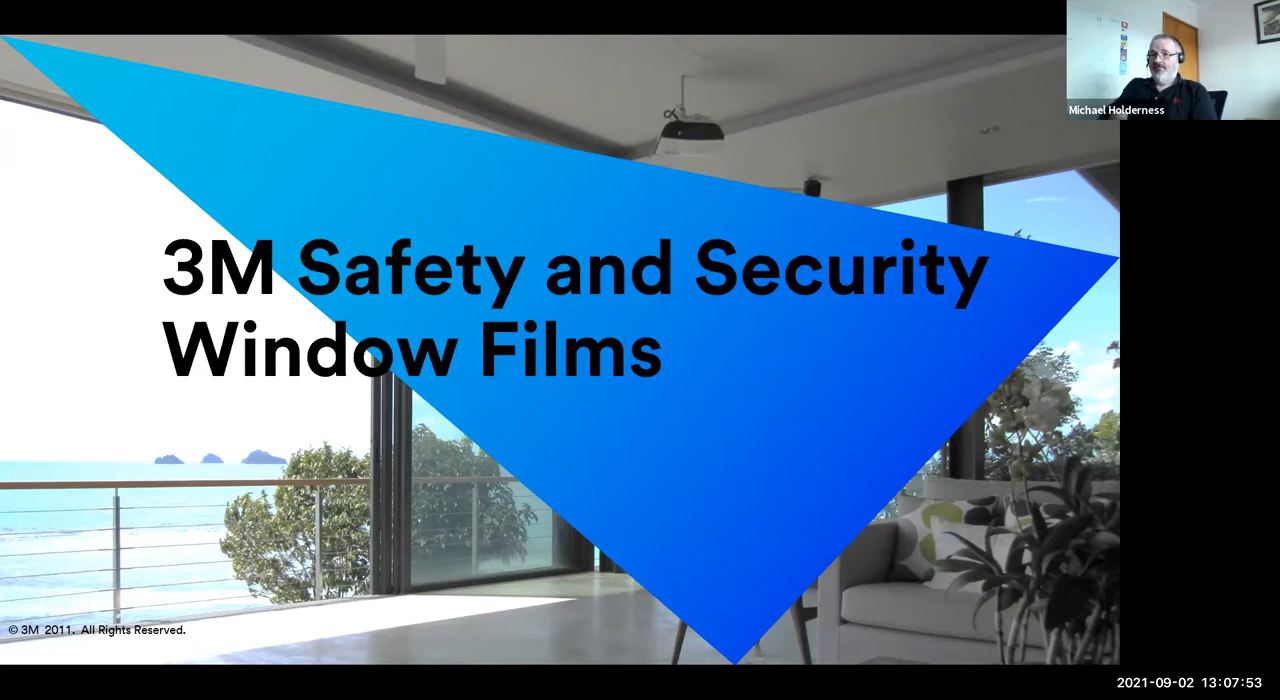 Michael Holderness
3M Safety and Security
Window Films
© 3M 2011. All Rights Reserved.
2021-09-02 13:07:53